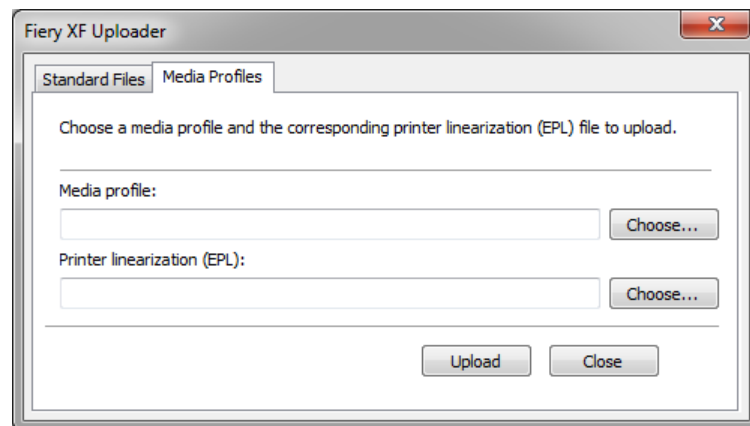 Fiery XF Uploader
Standard Files
Media Profiles
Choose a media profile and the corresponding printer linearization (EPL) file to upload.
Media profile:
Choose...
Printer linearization (EPL):
Choose...
Upload
Close